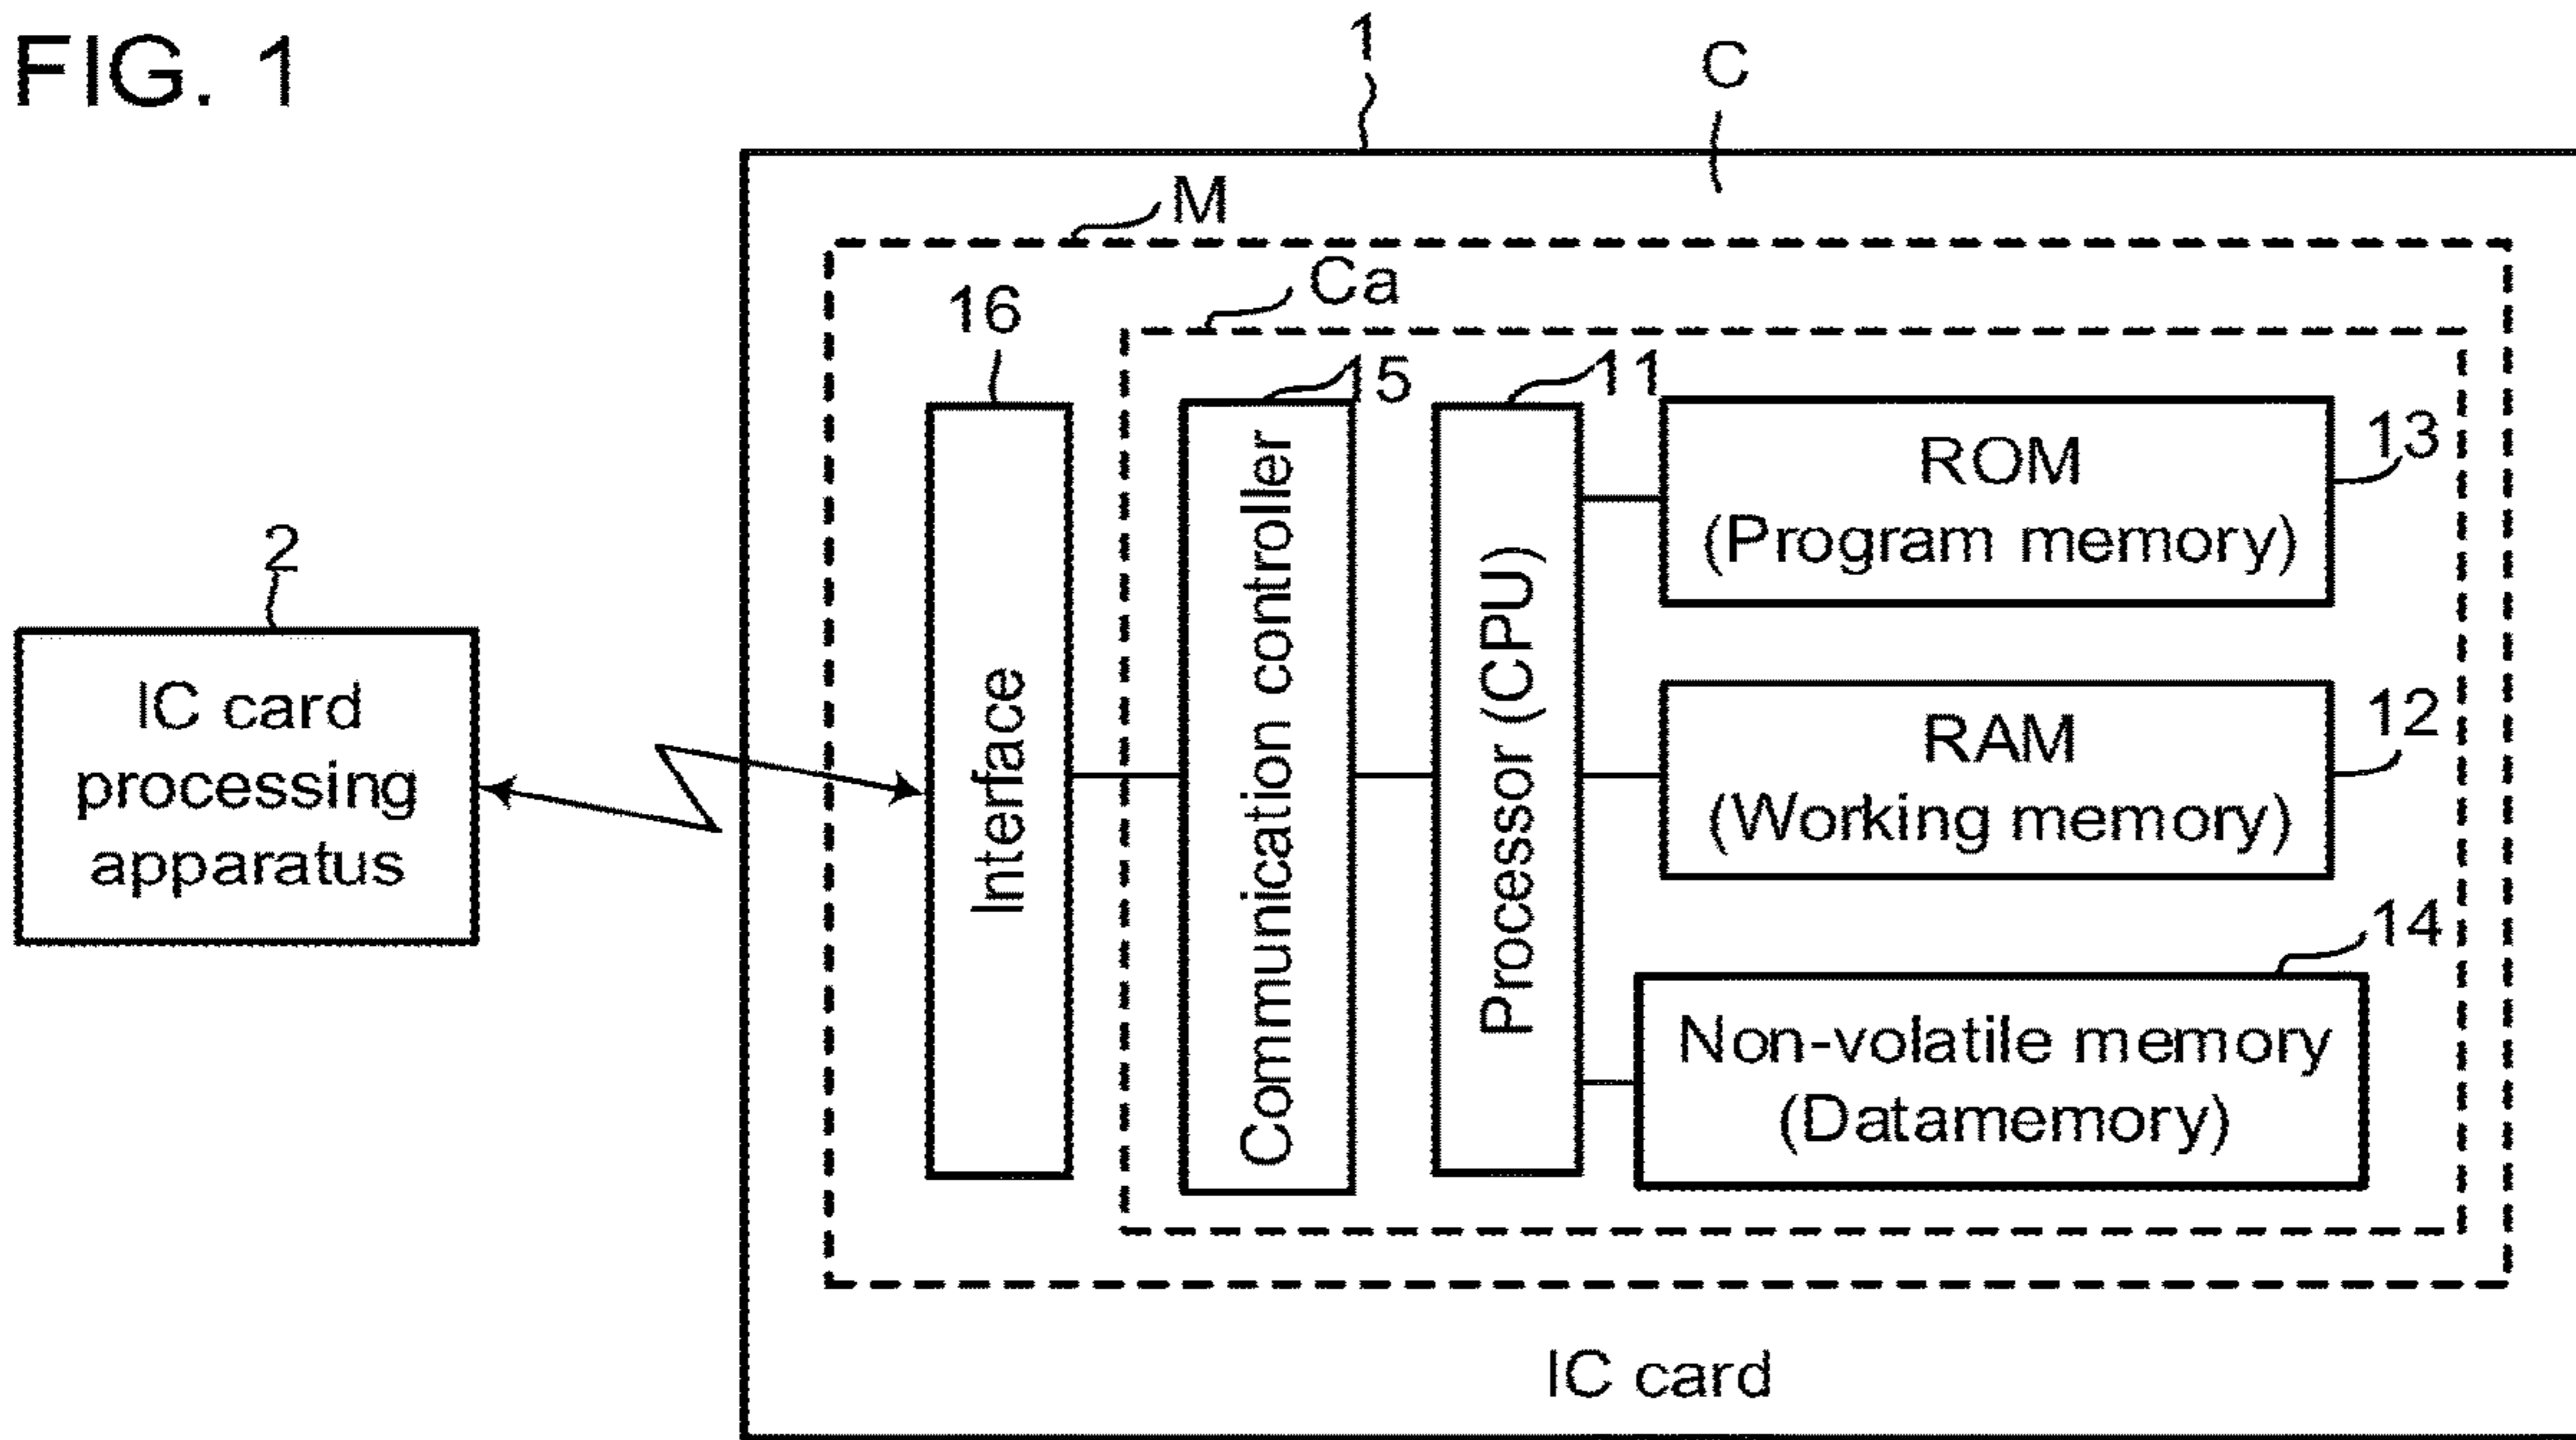 FIG. 1
1
C
M
Ca
16
15
11
13
ROM
(Program memory)
2
IC card
processing
apparatus
Interface
Communication controller
Processor (CPU)
12
RAM
(Working memory)
14
Non-volatile memory
(Datamemory)
IC card